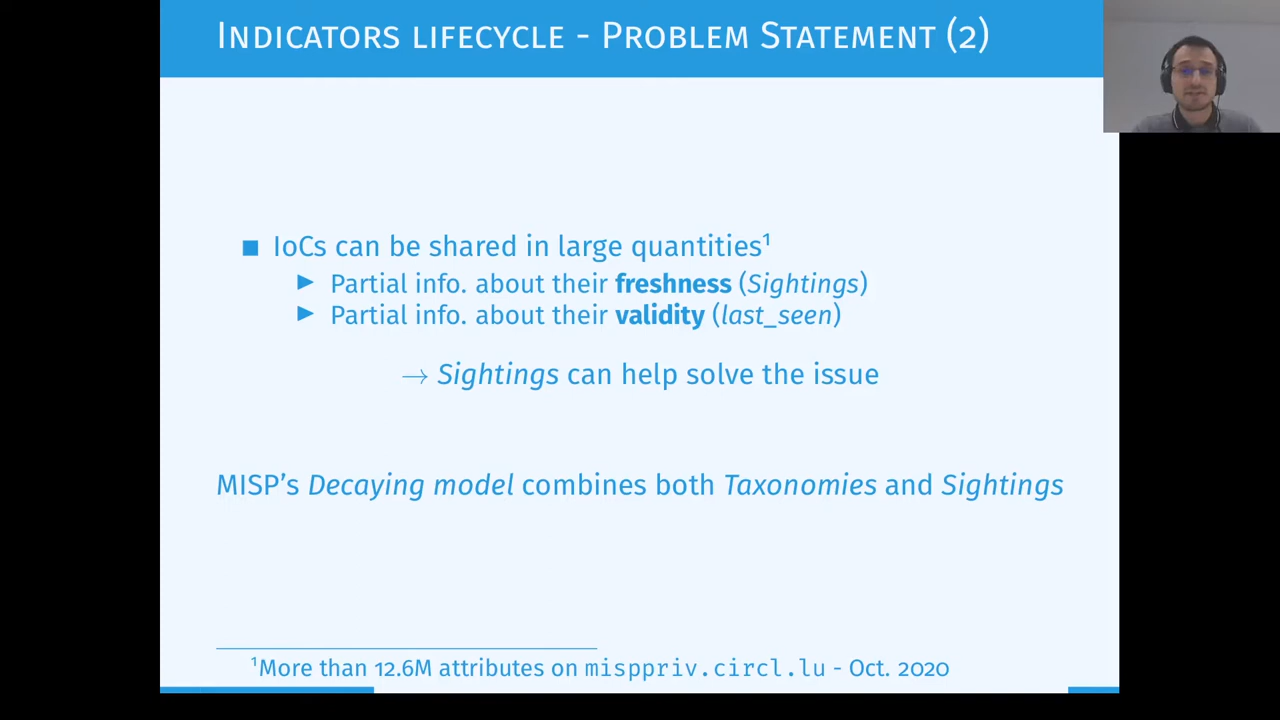 Indicators lifecycle - Problem Statement (2)
■ IoCs can be shared in large quantities¹
▶ Partial info. about their freshness (Sightings)
▶ Partial info. about their validity (last_seen)
→ Sightings can help solve the issue
MISP’s Decaying model combines both Taxonomies and Sightings
¹More than 12.6M attributes on misppriv.circl.lu - Oct. 2020